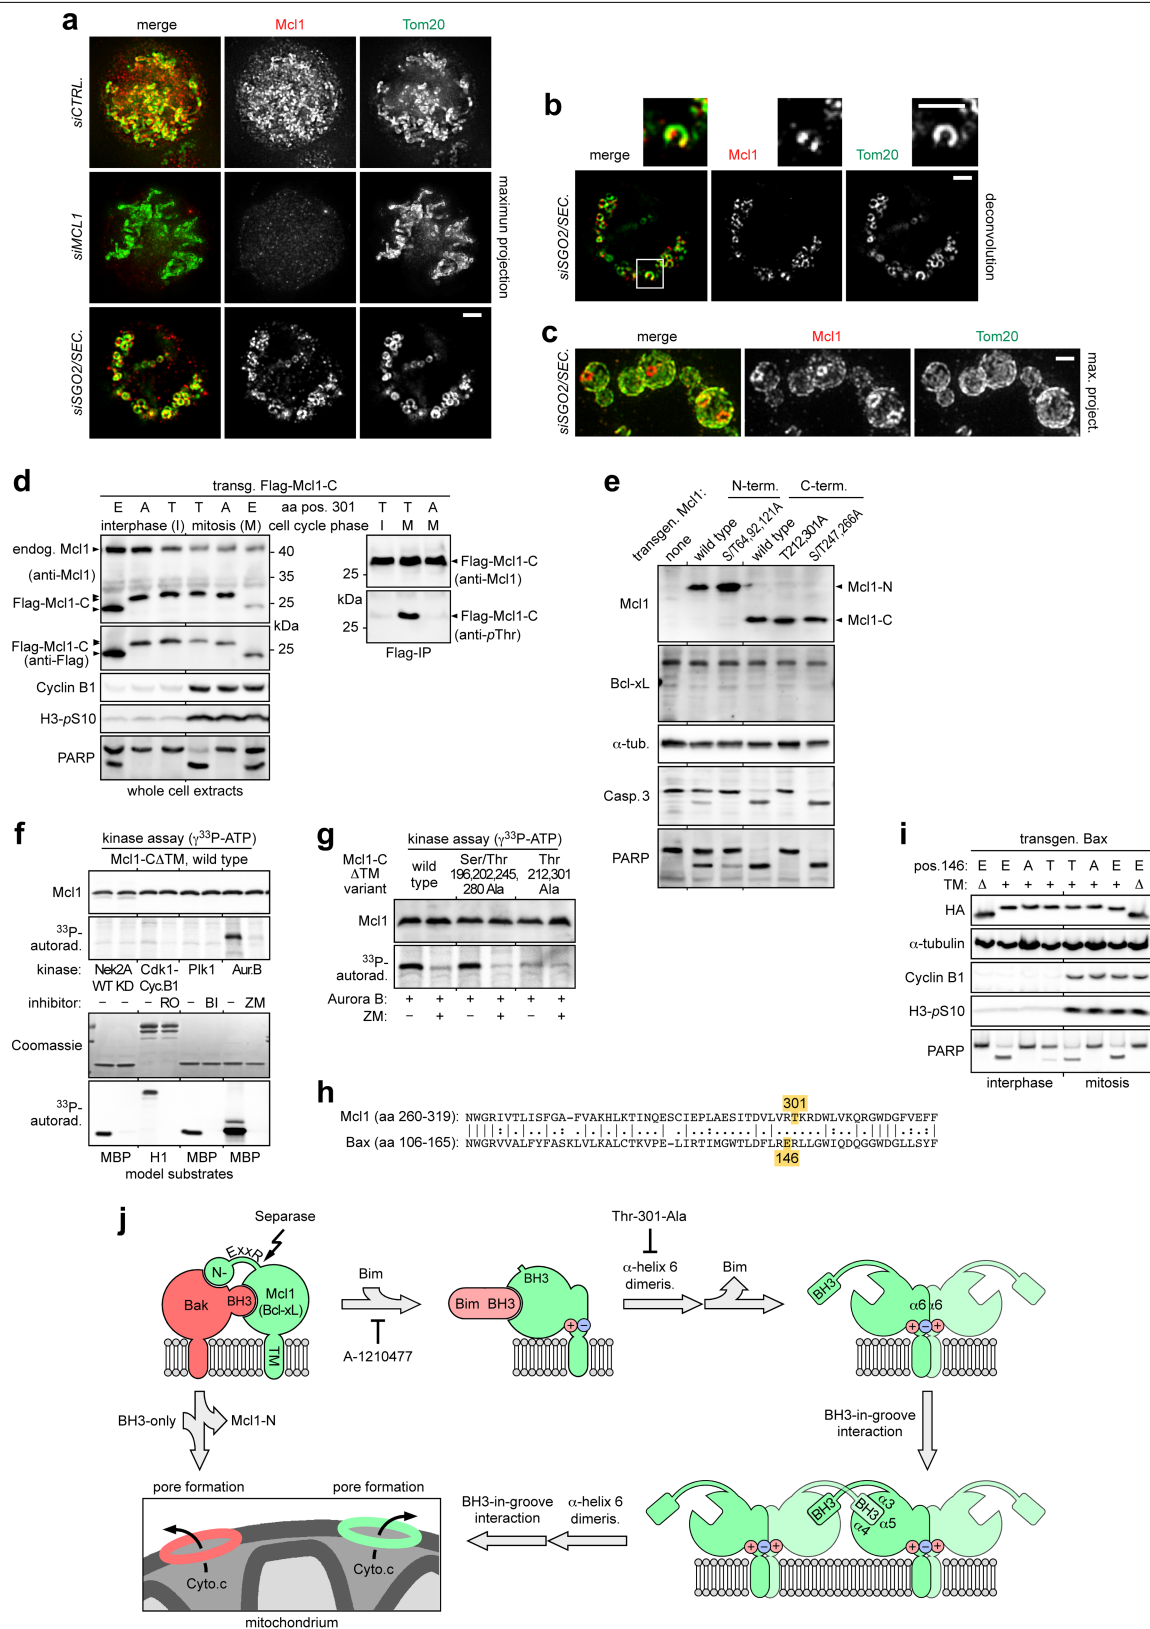 a
merge Mcl1 Tom20
siCTRL.
siMCL1
siSGO2/SEC.
maximun projection
b
merge Mcl1 Tom20
siSGO2/SEC.
deconvolution
c
merge Mcl1 Tom20
siSGO2/SEC.
max. project.
d
transg. Flag-Mcl1-C
E A T T A E aa pos. 301 T T A
interphase (I) mitosis (M) cell cycle phase I M M
endog. Mcl1
(anti-Mcl1)
Flag-Mcl1-C
40
35
25
kDa
Flag-Mcl1-C
(anti-Flag)
25
Cyclin B1
H3-pS10
PARP
whole cell extracts
25
kDa
25
Flag-Mcl1-C
(anti-Mcl1)
Flag-Mcl1-C
(anti-pThr)
Flag-IP
e
transgen. Mcl1:
N-term. C-term.
none
wild type
S/T64,92,121A
wild type
T212,301A
S/T247,266A
Mcl1
Mcl1-N
Mcl1-C
Bcl-xL
α-tub.
Casp.3
PARP
f
kinase assay (γ³³P-ATP)
Mcl1-CΔTM, wild type
Mcl1
³³P-
autorad.
kinase: Nek2A Cdk1- Plk1 Aur.B
WT KD Cyc.B1
inhibitor: – – – RO – BI – ZM
Coomassie
³³P-
autorad.
MBP H1 MBP MBP
model substrates
g
kinase assay (γ³³P-ATP)
Mcl1-C
ΔTM
variant
wild
type
Ser/Thr
196,202,245,
280 Ala
Thr
212,301
Ala
Mcl1
³³P-
autorad.
Aurora B: + + + + + +
ZM: – + – + – +
h
301
Mcl1 (aa 260-319): NWGRIVTLISFGA-FVAKHLKTINQESCIEPLAESITDVLVRTKRDWLVKQRGWDGFVEFF
Bax (aa 106-165): NWGRVVALFYFASKLVLKALCTKVPE-LIRTIMGWTLDFLRERLLGWIQDQGGWDGLLSYF
146
i
transgen. Bax
pos.146: E E A T T A E E
TM: Δ + + + + + + Δ
HA
α-tubulin
Cyclin B1
H3-pS10
PARP
interphase mitosis
j
Separase
ExxR
N-
Bak
BH3
Mcl1
(Bcl-xL)
TM
Bim
A-1210477
Bim BH3
BH3
+ –
Thr-301-Ala
α-helix 6
dimeris.
Bim
BH3
α6 α6
+ – +
BH3-only
Mcl1-N
BH3-in-groove
interaction
pore formation pore formation
Cyto.c
Cyto.c
mitochondrium
BH3-in-groove
interaction
α-helix 6
dimeris.
BH3
BH3
α3
α4
α5
+ – +
+ – +